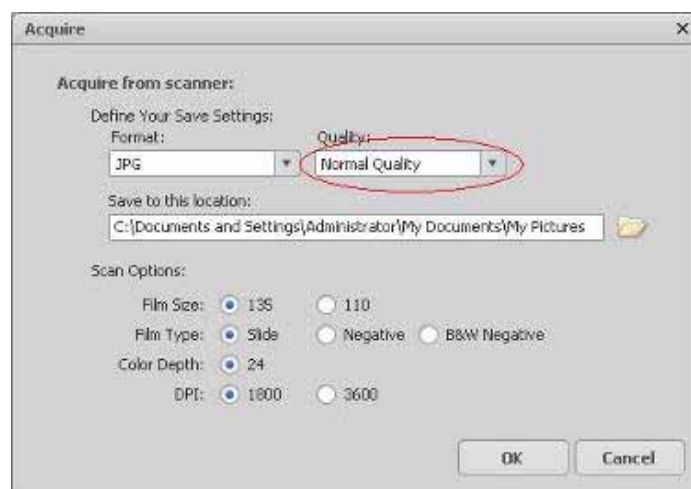 Acquire
Acquire from scanner:
Define Your Save Settings:
Format: Quality:
JPG Normal Quality
Save to this location:
C:\Documents and Settings\Administrator\My Documents\My Pictures
Scan Options:
Film Size: 135 110
Film Type: Slide Negative B&W Negative
Color Depth: 24
DPI: 1800 3600
OK Cancel